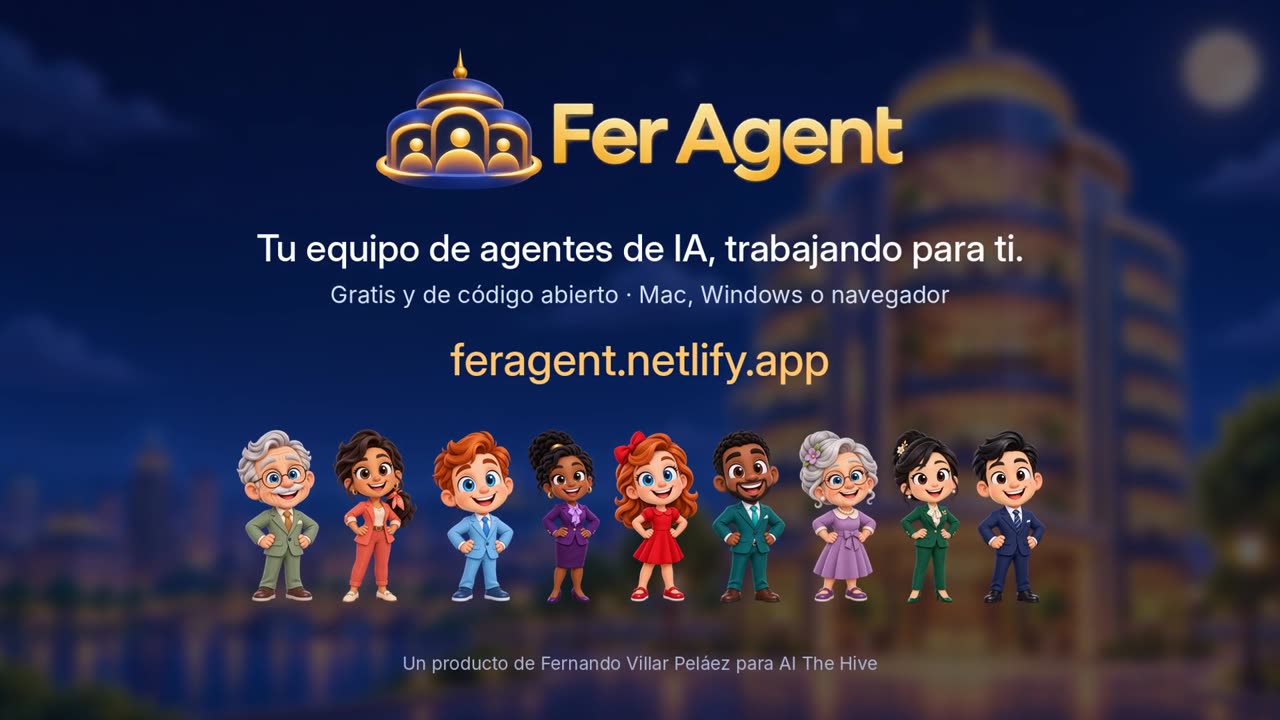 Fer Agent
Tu equipo de agentes de IA, trabajando para ti.
Gratis y de código abierto · Mac, Windows o navegador
feragent.netlify.app
Un producto de Fernando Villar Peláez para AI The Hive